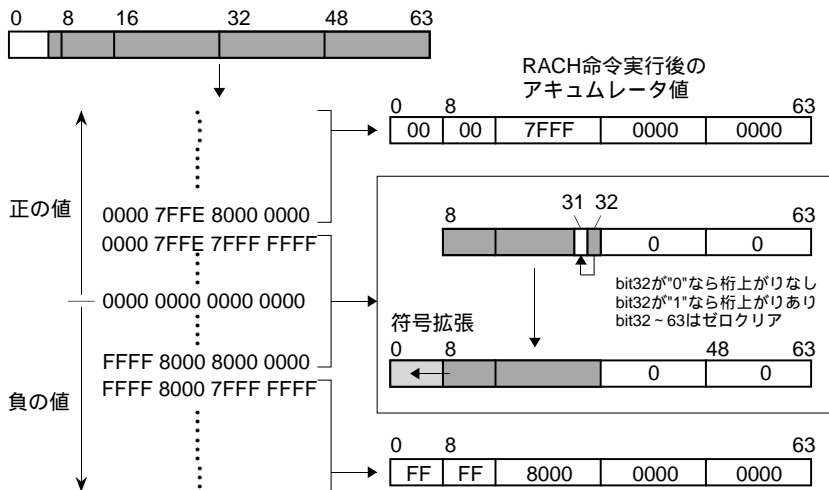 0 8 16 32 48 63
RACH命令実行後の
アキュムレータ値
0 8 63
00 00 7FFF 0000 0000
正の値
0000 7FFE 8000 0000
0000 7FFE 7FFF FFFF
0000 0000 0000 0000
FFFF 8000 8000 0000
FFFF 8000 7FFF FFFF
負の値
8 31 32 63
0 0
bit32が"0"なら桁上がりなし
bit32が"1"なら桁上がりあり
bit32~63はゼロクリア
符号拡張
0 8 48 63
0 0
0 8 63
FF FF 8000 0000 0000